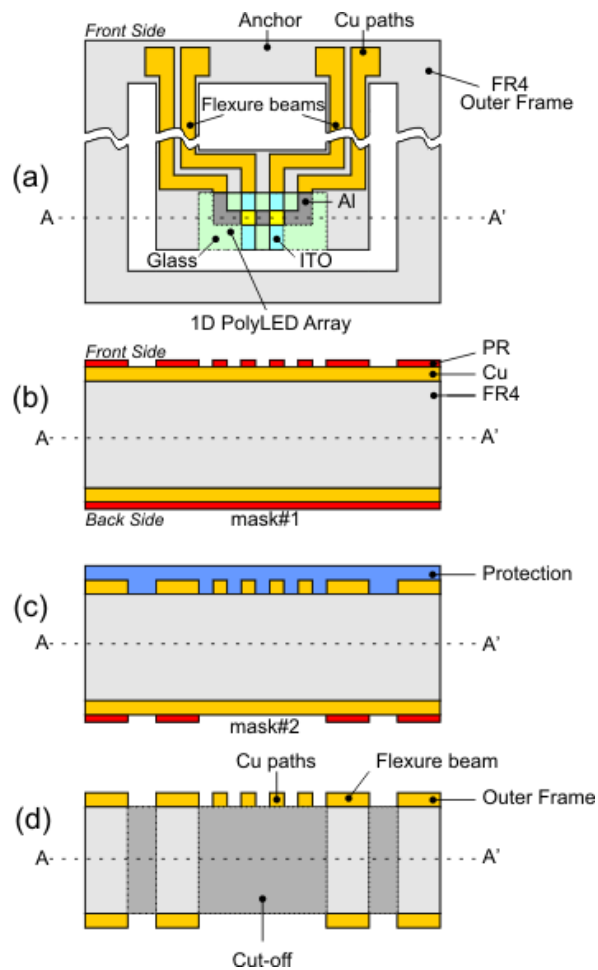 Front Side
Anchor
Cu paths
FR4
Outer Frame
Flexure beams
(a)
Al
A
A'
Glass
ITO
1D PolyLED Array
Front Side
PR
Cu
(b)
FR4
A
A'
Back Side
mask#1
Protection
(c)
A
A'
mask#2
Cu paths
Flexure beam
Outer Frame
(d)
A
A'
Cut-off